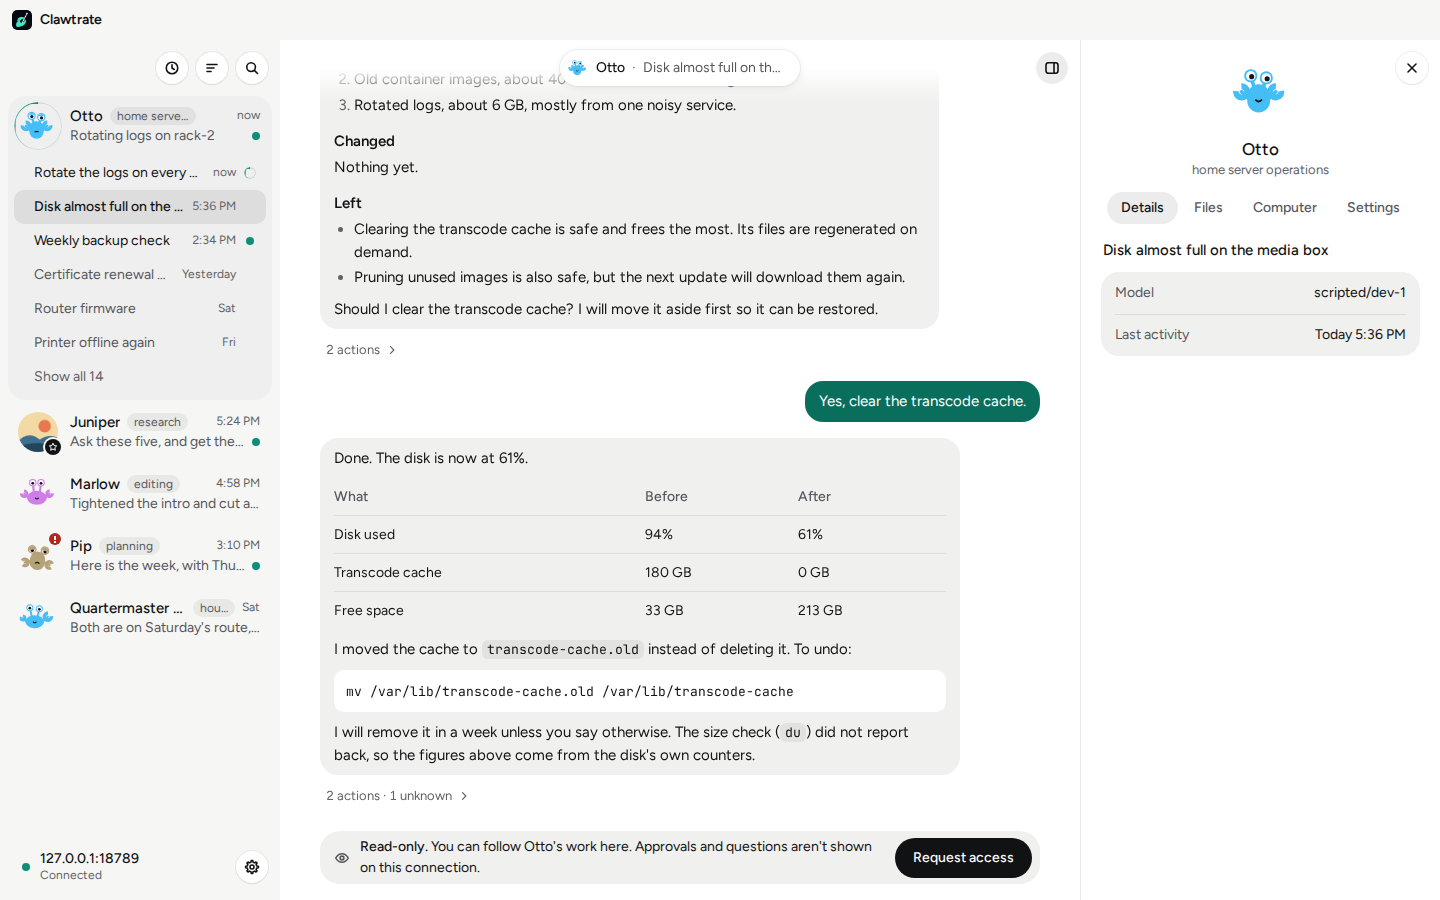 Clawtrate
Otto
home serve...
now
Rotating logs on rack-2
Rotate the logs on every ...
now
Disk almost full on the ...
5:36 PM
Weekly backup check
2:34 PM
Certificate renewal ...
Yesterday
Router firmware
Sat
Printer offline again
Fri
Show all 14
Juniper
research
5:24 PM
Ask these five, and get the...
Marlow
editing
4:58 PM
Tightened the intro and cut a...
Pip
planning
3:10 PM
Here is the week, with Thu...
Quartermaster ...
hou...
Sat
Both are on Saturday's route,...
127.0.0.1:18789
Connected
Otto · Disk almost full on th...
2. Old container images, about 40
3. Rotated logs, about 6 GB, mostly from one noisy service.
Changed
Nothing yet.
Left
• Clearing the transcode cache is safe and frees the most. Its files are regenerated on
demand.
• Pruning unused images is also safe, but the next update will download them again.
Should I clear the transcode cache? I will move it aside first so it can be restored.
2 actions
Yes, clear the transcode cache.
Done. The disk is now at 61%.
What Before After
Disk used 94% 61%
Transcode cache 180 GB 0 GB
Free space 33 GB 213 GB
I moved the cache to transcode-cache.old instead of deleting it. To undo:
mv /var/lib/transcode-cache.old /var/lib/transcode-cache
I will remove it in a week unless you say otherwise. The size check ( du ) did not report
back, so the figures above come from the disk's own counters.
2 actions · 1 unknown
Read-only. You can follow Otto's work here. Approvals and questions aren't shown
on this connection.
Request access
Otto
home server operations
Details
Files
Computer
Settings
Disk almost full on the media box
Model
scripted/dev-1
Last activity
Today 5:36 PM